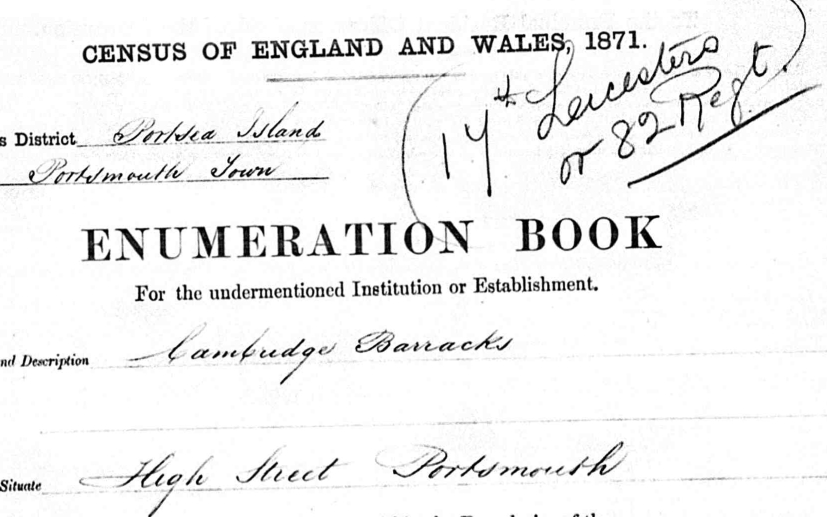 CENSUS OF ENGLAND AND WALES, 1871.
17th Leicesters
or 82 Regt.
s District Portsea Island
Portsmouth Town
ENUMERATION BOOK
For the undermentioned Institution or Establishment.
nd Description Cambridge Barracks
Situate High Street Portsmouth